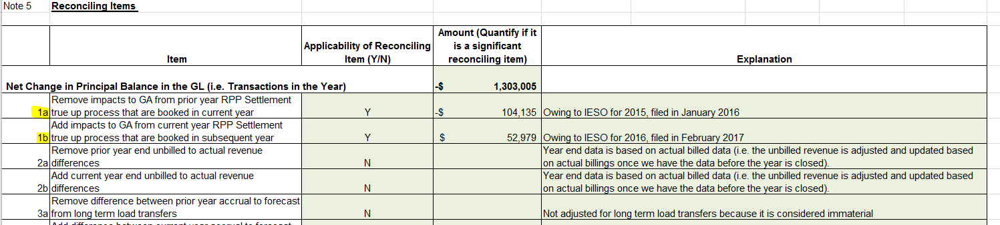 Note 5 Reconciling Items
Item
Applicability of Reconciling
Item (Y/N)
Amount (Quantify if it
is a significant
reconciling item)
Explanation
Net Change in Principal Balance in the GL (i.e. Transactions in the Year) -$ 1,303,005
Remove impacts to GA from prior year RPP Settlement
1a true up process that are booked in current year Y -$ 104,135 Owing to IESO for 2015, filed in January 2016
Add impacts to GA from current year RPP Settlement
1b true up process that are booked in subsequent year Y $ 52,979 Owing to IESO for 2016, filed in February 2017
Remove prior year end unbilled to actual revenue
2a differences N
Year end data is based on actual billed data (i.e. the unbilled revenue is adjusted and updated based
on actual billings once we have the data before the year is closed).
Add current year end unbilled to actual revenue
2b differences N
Year end data is based on actual billed data (i.e. the unbilled revenue is adjusted and updated based
on actual billings once we have the data before the year is closed).
Remove difference between prior year accrual to forecast
3a from long term load transfers N Not adjusted for long term load transfers because it is considered immaterial
Add difference between current year accrual to forecast